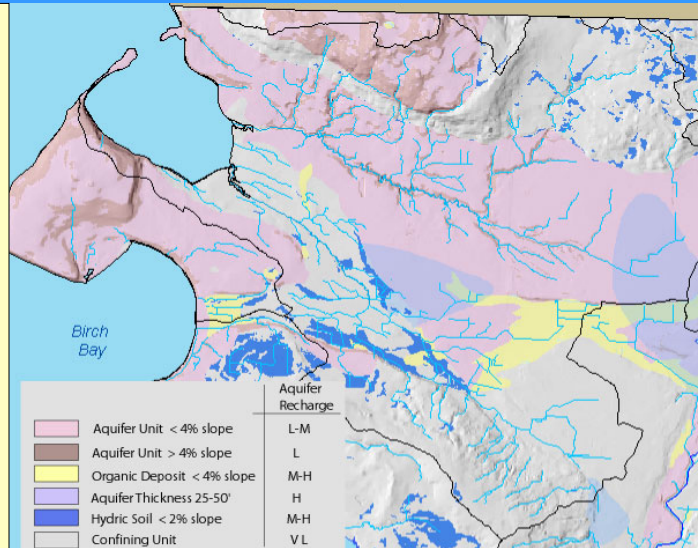 Birch
Bay
Aquifer
Recharge
Aquifer Unit < 4% slope L-M
Aquifer Unit > 4% slope L
Organic Deposit < 4% slope M-H
Aquifer Thickness 25-50' H
Hydric Soil < 2% slope M-H
Confining Unit V L